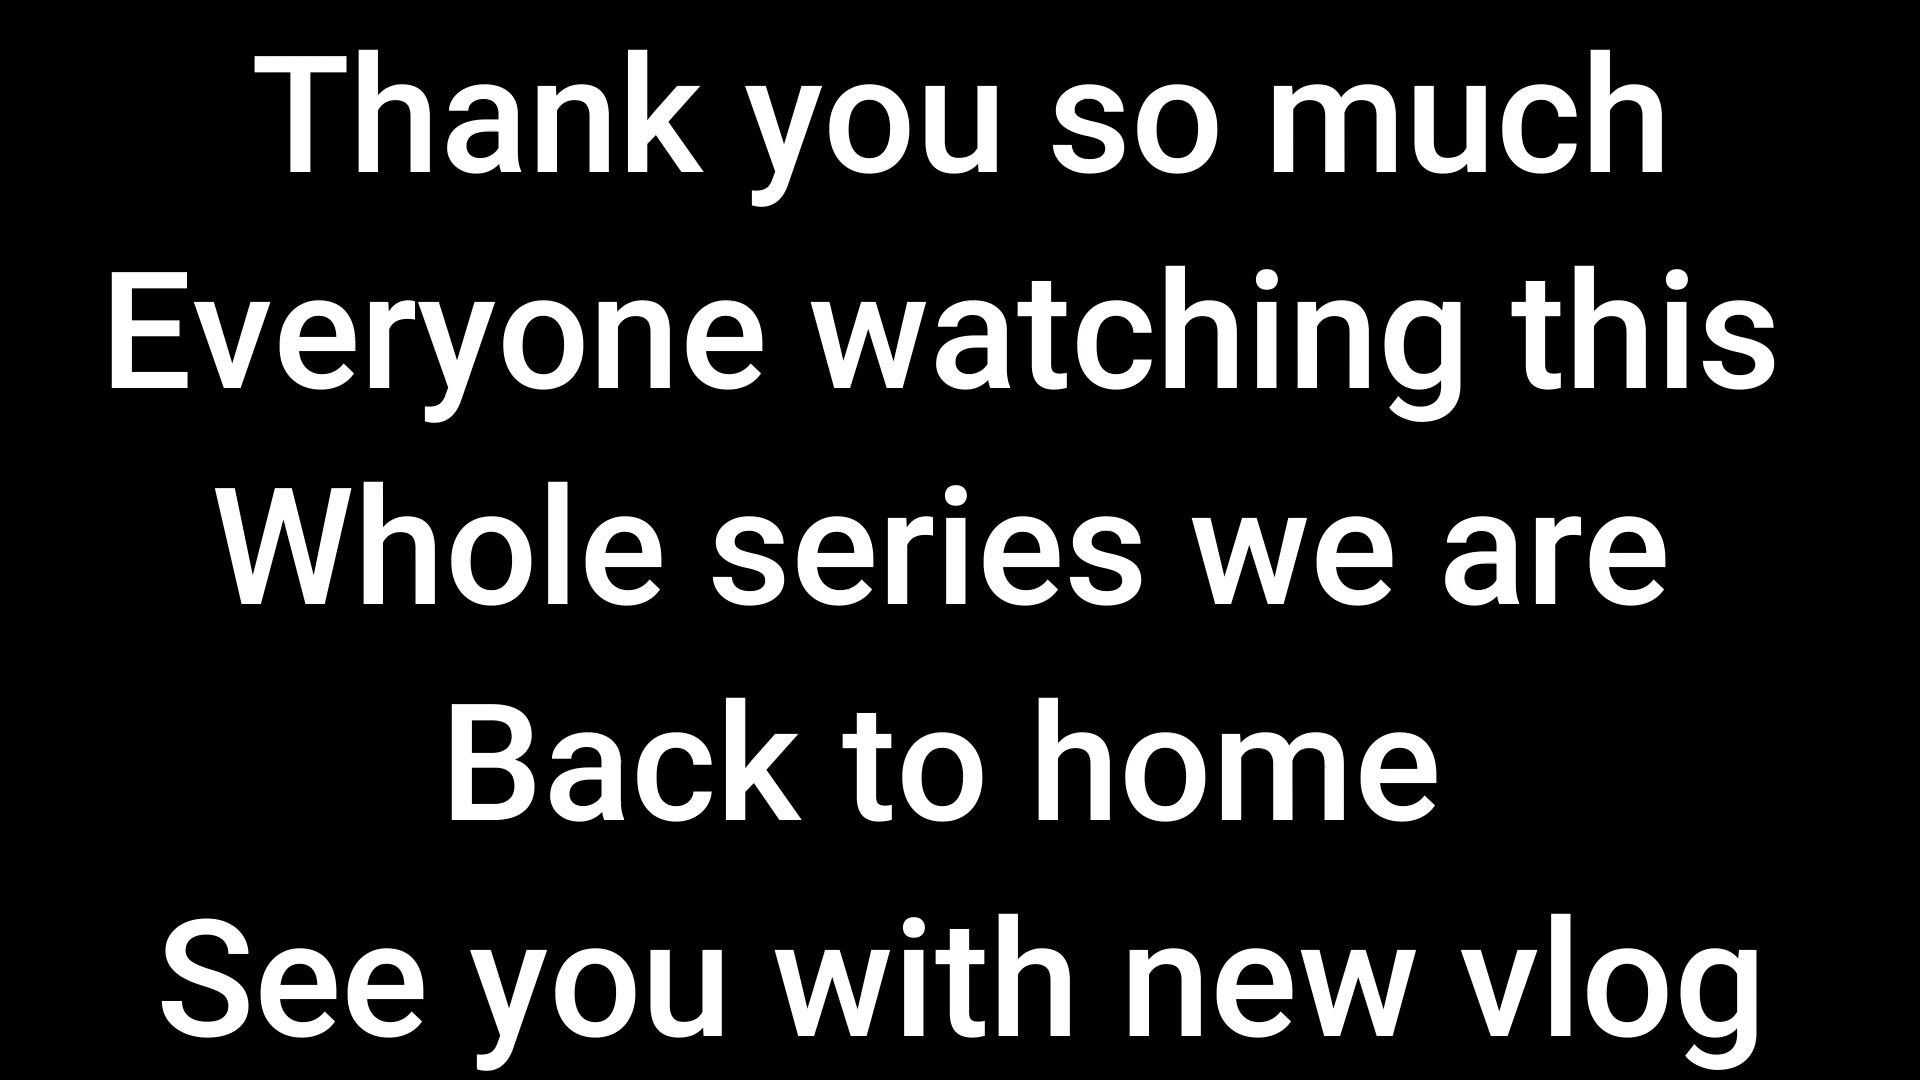 Thank you so much
Everyone watching this
Whole series we are
Back to home
See you with new vlog